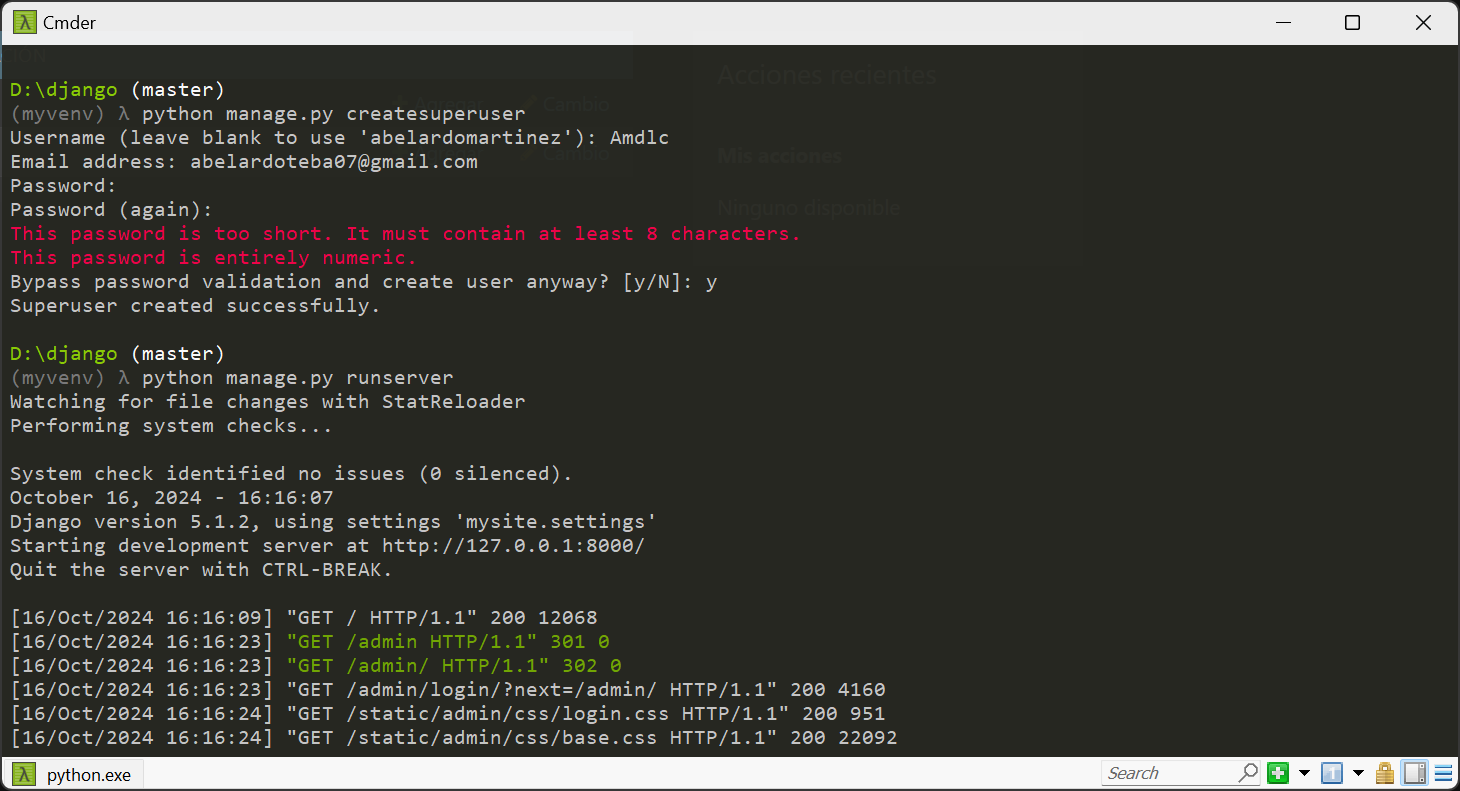 Cmder
Acciones recientes
Cambio
Cambio
Mis acciones
Ninguno disponible
D:\django (master)
(myvenv) λ python manage.py createsuperuser
Username (leave blank to use 'abelardomartinez'): Amdlc
Email address: abelardoteba07@gmail.com
Password:
Password (again):
This password is too short. It must contain at least 8 characters.
This password is entirely numeric.
Bypass password validation and create user anyway? [y/N]: y
Superuser created successfully.
D:\django (master)
(myvenv) λ python manage.py runserver
Watching for file changes with StatReloader
Performing system checks...
System check identified no issues (0 silenced).
October 16, 2024 - 16:16:07
Django version 5.1.2, using settings 'mysite.settings'
Starting development server at http://127.0.0.1:8000/
Quit the server with CTRL-BREAK.
[16/Oct/2024 16:16:09] "GET / HTTP/1.1" 200 12068
[16/Oct/2024 16:16:23] "GET /admin HTTP/1.1" 301 0
[16/Oct/2024 16:16:23] "GET /admin/ HTTP/1.1" 302 0
[16/Oct/2024 16:16:23] "GET /admin/login/?next=/admin/ HTTP/1.1" 200 4160
[16/Oct/2024 16:16:24] "GET /static/admin/css/login.css HTTP/1.1" 200 951
[16/Oct/2024 16:16:24] "GET /static/admin/css/base.css HTTP/1.1" 200 22092
python.exe
Search